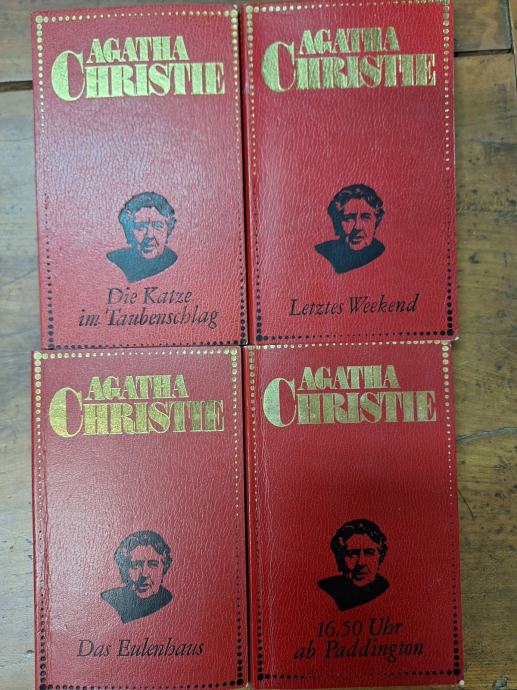 AGATHA
CHRISTIE
Die Katze
im Taubenschlag
AGATHA
CHRISTIE
Letztes Weekend
AGATHA
CHRISTIE
Das Eulenhaus
AGATHA
CHRISTIE
16.50 Uhr
ab Paddington